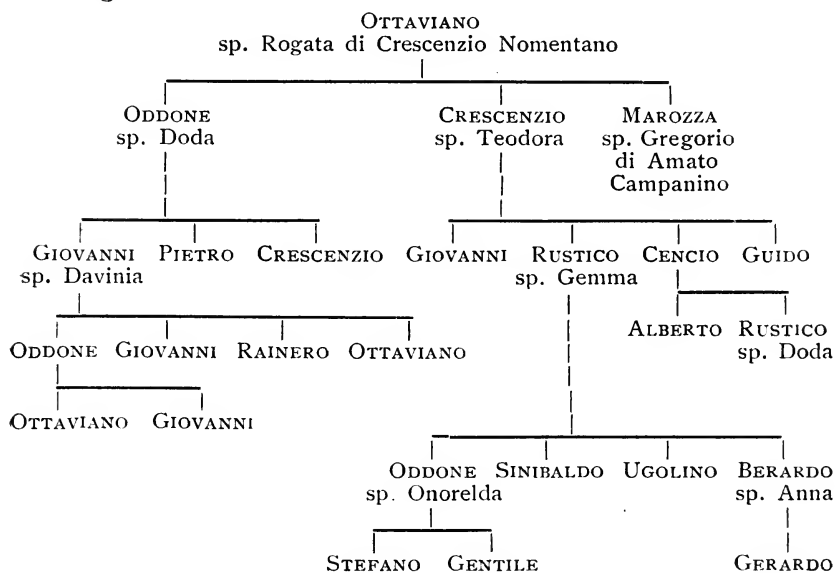 OTTAVIANO
sp. Rogata di Crescenzio Nomentano
ODDONE CRESCENZIO MAROZZA
sp. Doda sp. Teodora sp. Gregorio
di Amato
Campanino
GIOVANNI PIETRO CRESCENZIO GIOVANNI RUSTICO CENCIO GUIDO
sp. Davinia sp. Gemma
ALBERTO RUSTICO
sp. Doda
ODDONE GIOVANNI RAINERO OTTAVIANO
OTTAVIANO GIOVANNI
ODDONE SINIBALDO UGOLINO BERARDO
sp. Onorelda sp. Anna
STEFANO GENTILE GERARDO